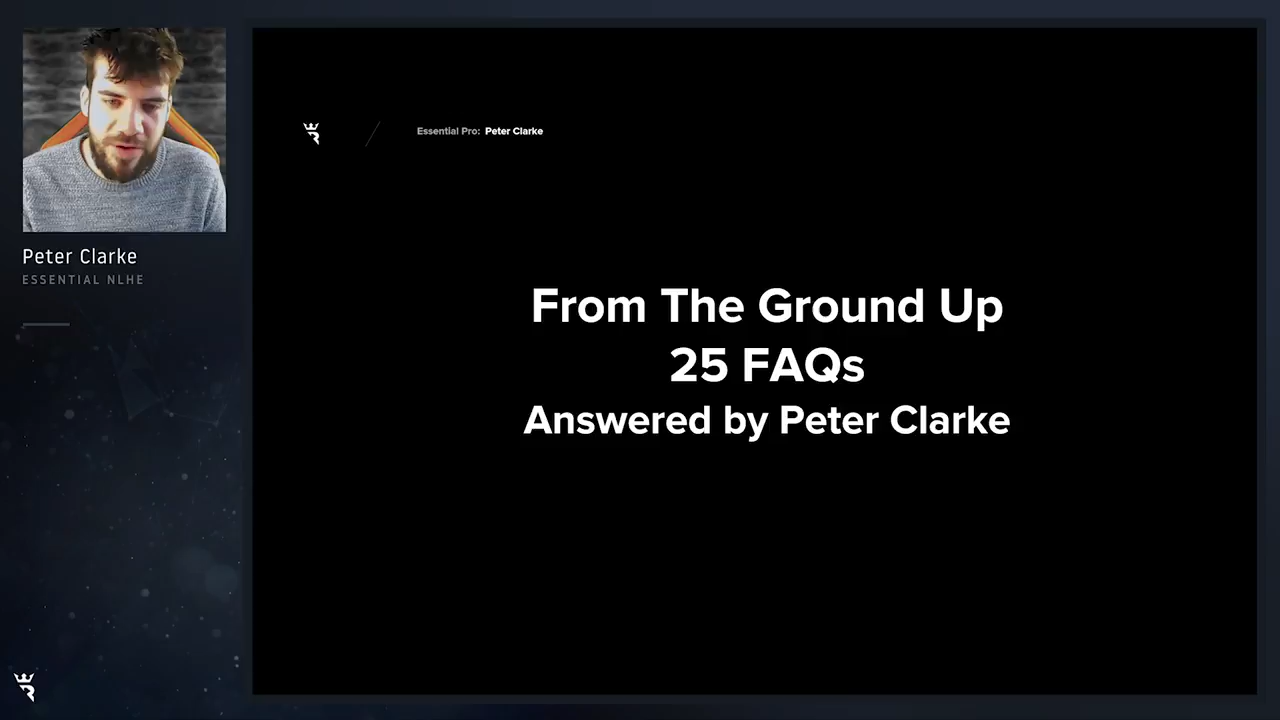 Peter Clarke
ESSENTIAL NLHE
Essential Pro: Peter Clarke
From The Ground Up
25 FAQs
Answered by Peter Clarke